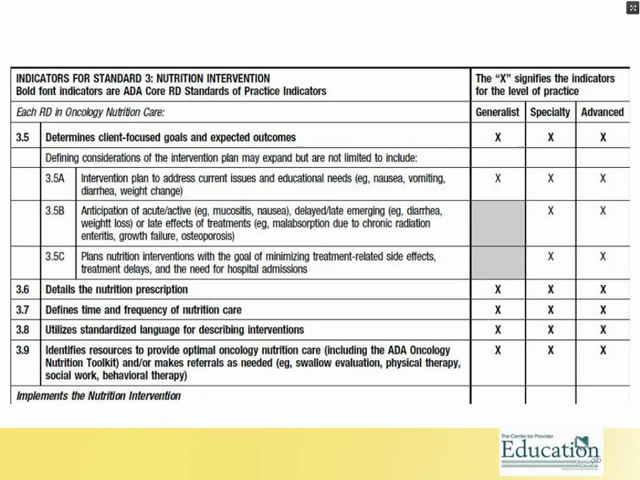 INDICATORS FOR STANDARD 3: NUTRITION INTERVENTION
Bold font indicators are ADA Core RD Standards of Practice Indicators
The “X” signifies the indicators
for the level of practice
Each RD in Oncology Nutrition Care:
Generalist Specialty Advanced
3.5 Determines client-focused goals and expected outcomes X X X
Defining considerations of the intervention plan may expand but are not limited to include:
3.5A Intervention plan to address current issues and educational needs (eg, nausea, vomiting, X X X
diarrhea, weight change)
3.5B Anticipation of acute/active (eg, mucositis, nausea), delayed/late emerging (eg, diarrhea, X X
weightt loss) or late effects of treatments (eg, malabsorption due to chronic radiation
enteritis, growth failure, osteoporosis)
3.5C Plans nutrition interventions with the goal of minimizing treatment-related side effects, X X
treatment delays, and the need for hospital admissions
3.6 Details the nutrition prescription X X X
3.7 Defines time and frequency of nutrition care X X X
3.8 Utilizes standardized language for describing interventions X X X
3.9 Identifies resources to provide optimal oncology nutrition care (including the ADA Oncology X X X
Nutrition Toolkit) and/or makes referrals as needed (eg, swallow evaluation, physical therapy,
social work, behavioral therapy)
Implements the Nutrition Intervention
The Center for Provider
Education